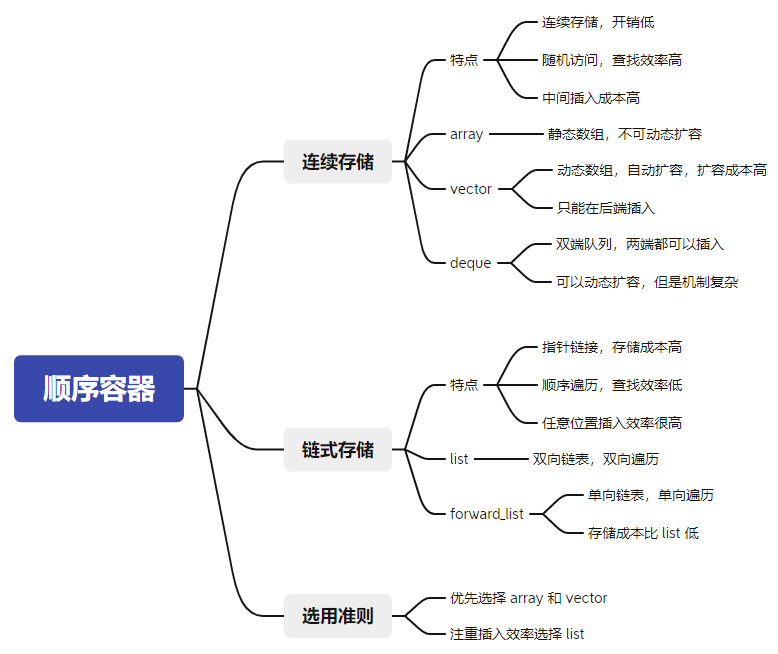 顺序容器
连续存储
特点
连续存储，开销低
随机访问，查找效率高
中间插入成本高
array
静态数组，不可动态扩容
vector
动态数组，自动扩容，扩容成本高
只能在后端插入
deque
双端队列，两端都可以插入
可以动态扩容，但是机制复杂
链式存储
特点
指针链接，存储成本高
顺序遍历，查找效率低
任意位置插入效率很高
list
双向链表，双向遍历
forward_list
单向链表，单向遍历
存储成本比 list 低
选用准则
优先选择 array 和 vector
注重插入效率选择 list